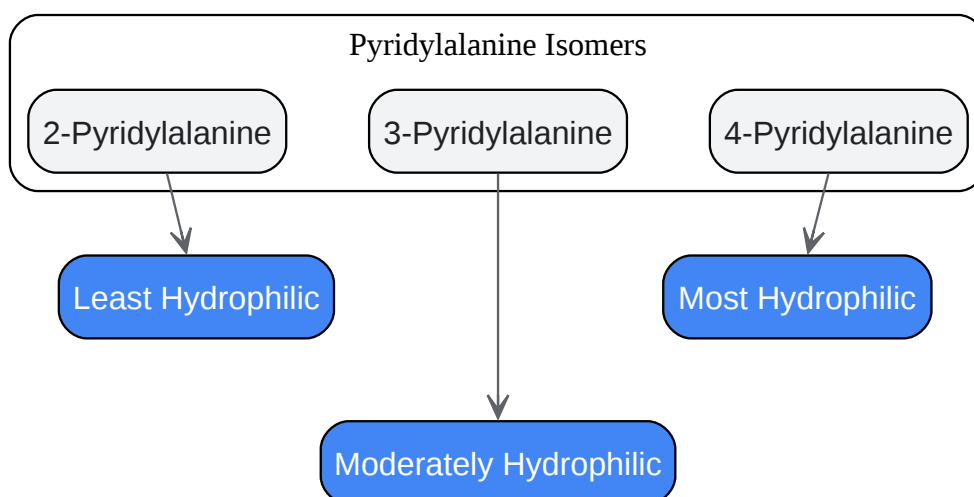 Pyridylalanine Isomers
2-Pyridylalanine
3-Pyridylalanine
4-Pyridylalanine
Least Hydrophilic
Most Hydrophilic
Moderately Hydrophilic